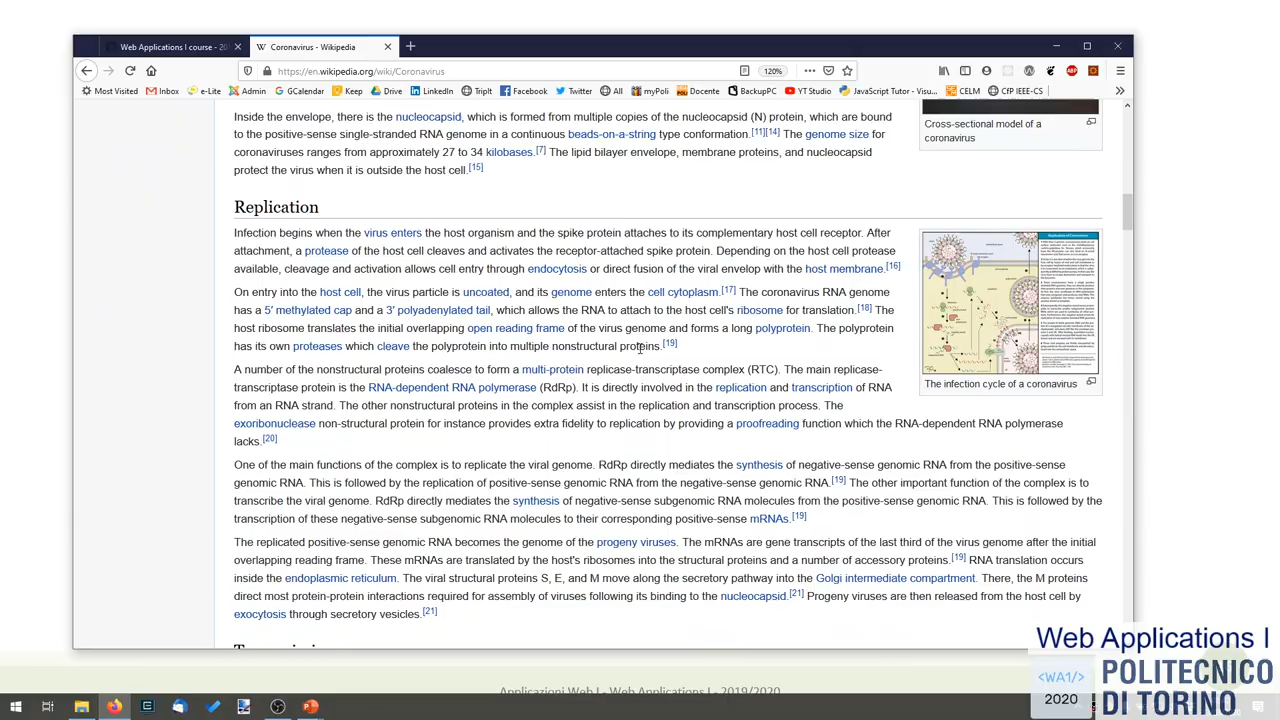 Web Applications I course - 20
Coronavirus - Wikipedia
https://en.wikipedia.org/wiki/Coronavirus
120%
Most Visited
Inbox
e-Lite
Admin
GCalendar
Keep
Drive
LinkedIn
TripIt
Facebook
Twitter
All
myPoli
Docente
BackupPC
YT Studio
JavaScript Tutor - Visu...
CELM
CfP IEEE-CS
Inside the envelope, there is the nucleocapsid, which is formed from multiple copies of the nucleocapsid (N) protein, which are bound
to the positive-sense single-stranded RNA genome in a continuous beads-on-a-string type conformation.[11][14] The genome size for
coronaviruses ranges from approximately 27 to 34 kilobases.[7] The lipid bilayer envelope, membrane proteins, and nucleocapsid
protect the virus when it is outside the host cell.[15]
Cross-sectional model of a
coronavirus
Replication
Infection begins when the virus enters the host organism and the spike protein attaches to its complementary host cell receptor. After
attachment, a protease of the host cell cleaves and activates the receptor-attached spike protein. Depending on the host cell protease
available, cleavage and activation allows cell entry through endocytosis or direct fusion of the viral envelop with the host membrane.[16]
On entry into the host cell, the virus particle is uncoated, and its genome enters the cell cytoplasm.[17] The coronavirus RNA genome
has a 5′ methylated cap and a 3′ polyadenylated tail, which allows the RNA to attach to the host cell's ribosome for translation.[18] The
host ribosome translates the initial overlapping open reading frame of the virus genome and forms a long polyprotein. The polyprotein
has its own proteases which cleave the polyprotein into multiple nonstructural proteins.[19]
A number of the nonstructural proteins coalesce to form a multi-protein replicase-transcriptase complex (RTC). The main replicase-
transcriptase protein is the RNA-dependent RNA polymerase (RdRp). It is directly involved in the replication and transcription of RNA
from an RNA strand. The other nonstructural proteins in the complex assist in the replication and transcription process. The
exoribonuclease non-structural protein for instance provides extra fidelity to replication by providing a proofreading function which the RNA-dependent RNA polymerase
lacks.[20]
The infection cycle of a coronavirus
One of the main functions of the complex is to replicate the viral genome. RdRp directly mediates the synthesis of negative-sense genomic RNA from the positive-sense
genomic RNA. This is followed by the replication of positive-sense genomic RNA from the negative-sense genomic RNA.[19] The other important function of the complex is to
transcribe the viral genome. RdRp directly mediates the synthesis of negative-sense subgenomic RNA molecules from the positive-sense genomic RNA. This is followed by the
transcription of these negative-sense subgenomic RNA molecules to their corresponding positive-sense mRNAs.[19]
The replicated positive-sense genomic RNA becomes the genome of the progeny viruses. The mRNAs are gene transcripts of the last third of the virus genome after the initial
overlapping reading frame. These mRNAs are translated by the host's ribosomes into the structural proteins and a number of accessory proteins.[19] RNA translation occurs
inside the endoplasmic reticulum. The viral structural proteins S, E, and M move along the secretory pathway into the Golgi intermediate compartment. There, the M proteins
direct most protein-protein interactions required for assembly of viruses following its binding to the nucleocapsid.[21] Progeny viruses are then released from the host cell by
exocytosis through secretory vesicles.[21]
Applicazioni Web I - Web Applications I - 2019/2020
Web Applications I
<WA1/>
2020
POLITECNICO
DI TORINO